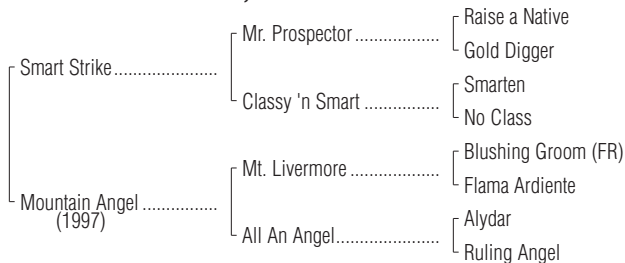 Raise a Native
Mr. Prospector ..................
Gold Digger
Smart Strike ......................
Smarten
Classy 'n Smart ................
No Class
Blushing Groom (FR)
Mt. Livermore ...................
Flama Ardiente
Mountain Angel ................
(1997)
Alydar
All An Angel......................
Ruling Angel